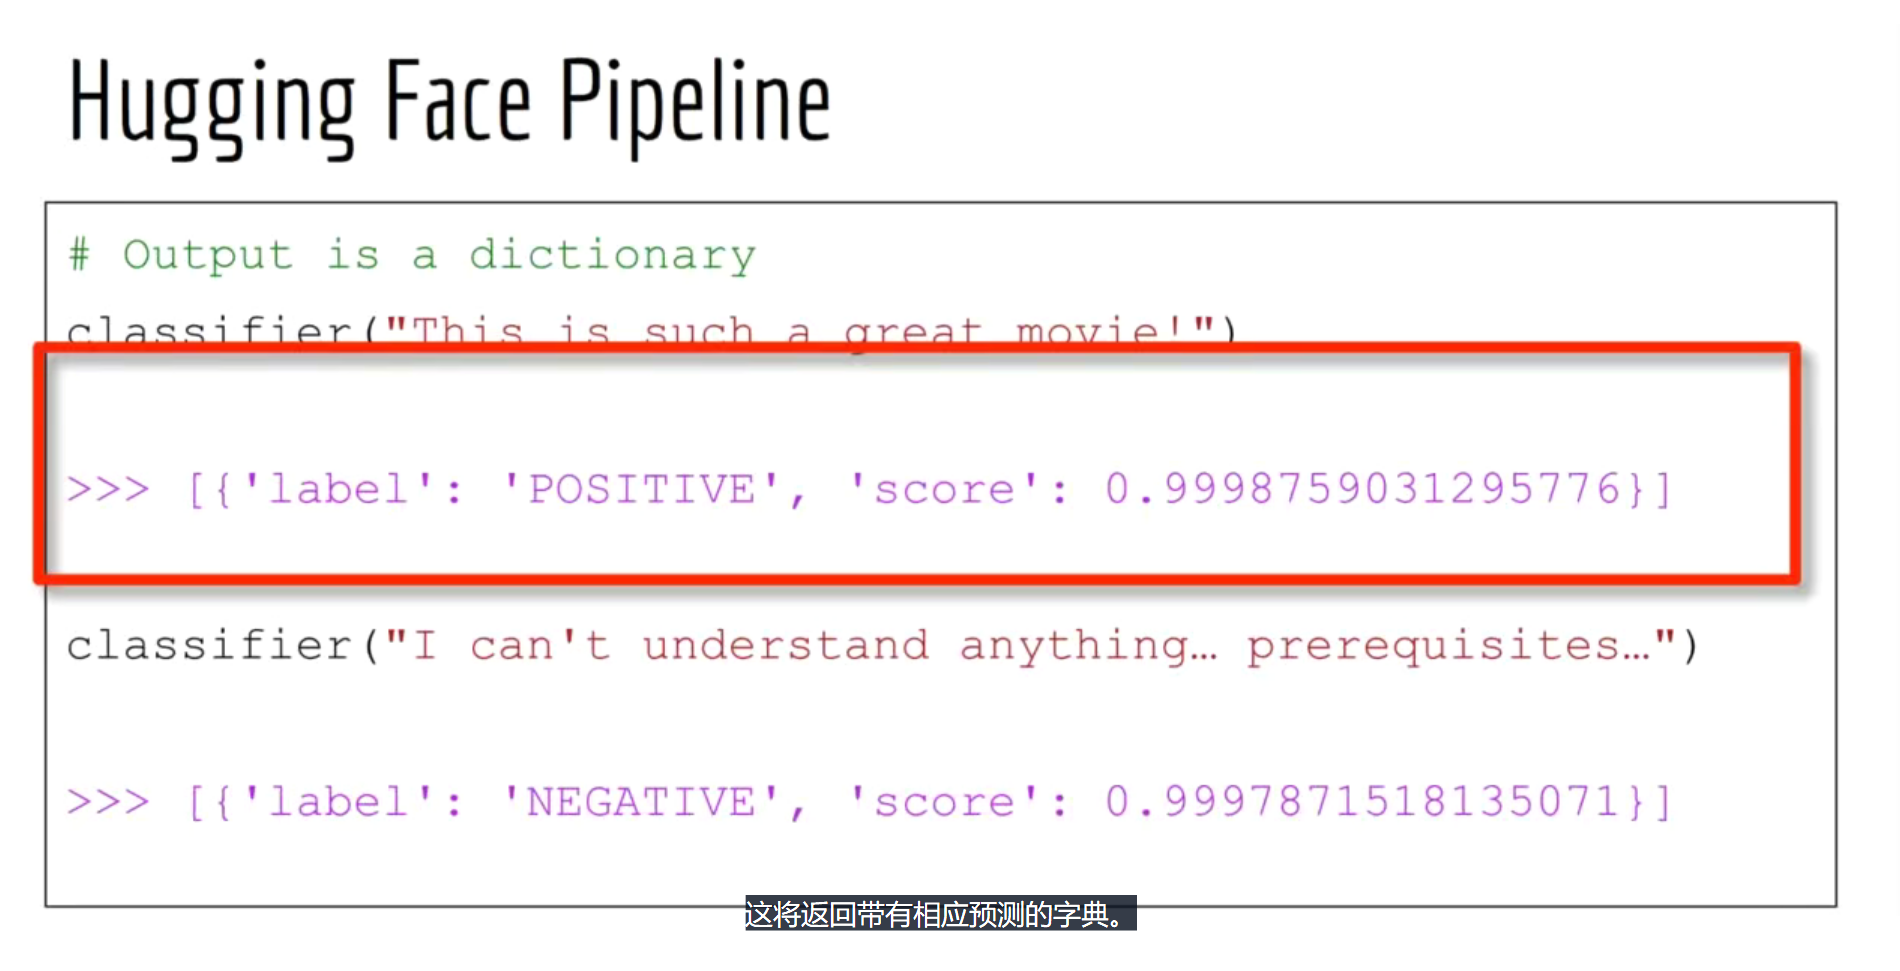 Hugging Face Pipeline
# Output is a dictionary
classifier("This is such a great movie!")
>>> [{'label': 'POSITIVE', 'score': 0.9998759031295776}]
classifier("I can't understand anything… prerequisites…")
>>> [{'label': 'NEGATIVE', 'score': 0.9997871518135071}]
这将返回带有相应预测的字典。